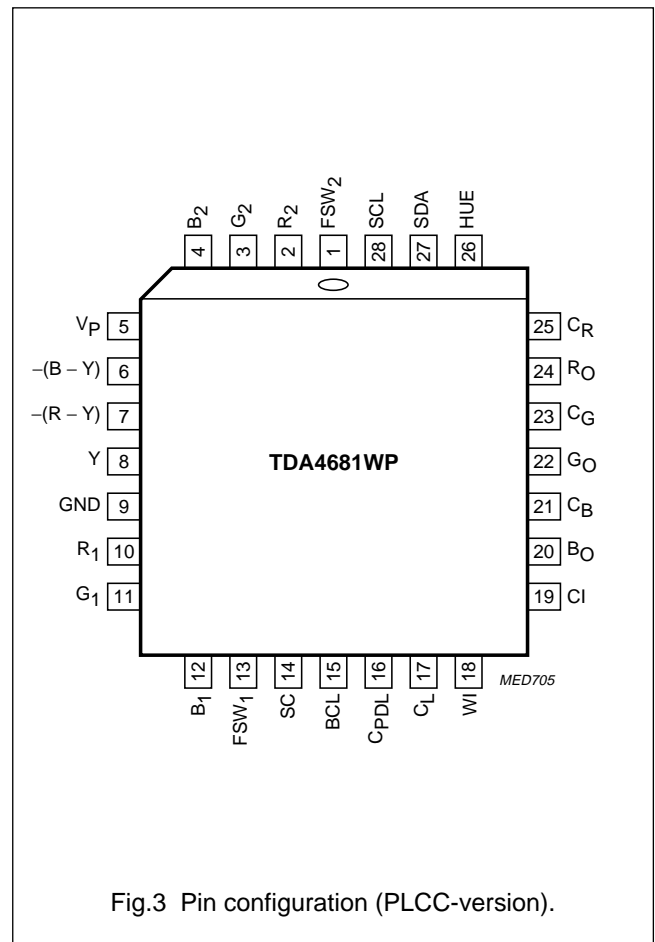 B2 G2 R2 FSW2 SCL SDA HUE
4 3 2 1 28 27 26
VP 5 25 CR
−(B − Y) 6 24 RO
−(R − Y) 7 23 CG
Y 8 TDA4681WP 22 GO
GND 9 21 CB
R1 10 20 BO
G1 11 19 CI
12 13 14 15 16 17 18
B1 FSW1 SC BCL CPDL CL WI
MED705
Fig.3 Pin configuration (PLCC-version).